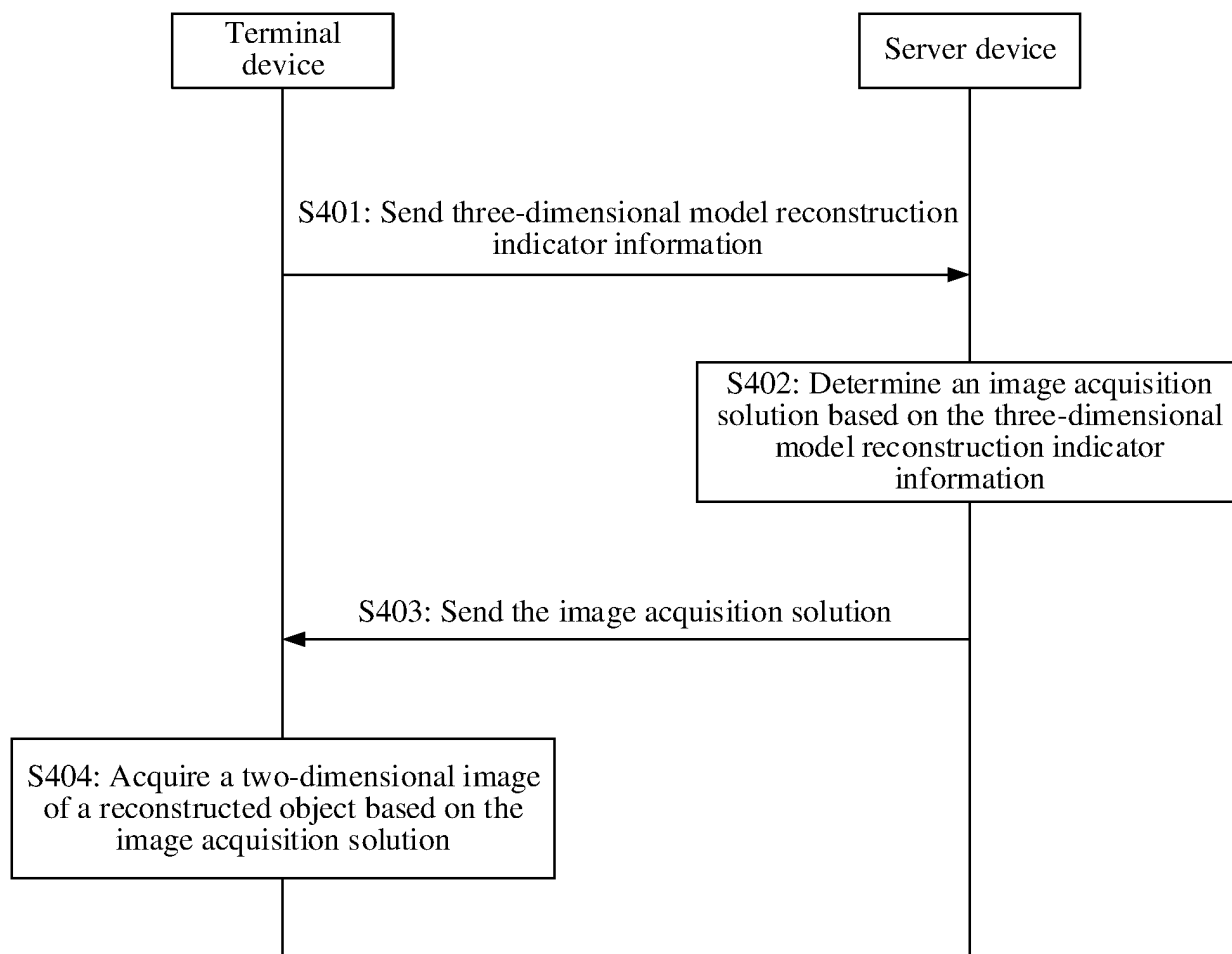 Terminal
device
Server device
S401: Send three-dimensional model reconstruction
indicator information
S402: Determine an image acquisition
solution based on the three-dimensional
model reconstruction indicator
information
S403: Send the image acquisition solution
S404: Acquire a two-dimensional image
of a reconstructed object based on the
image acquisition solution